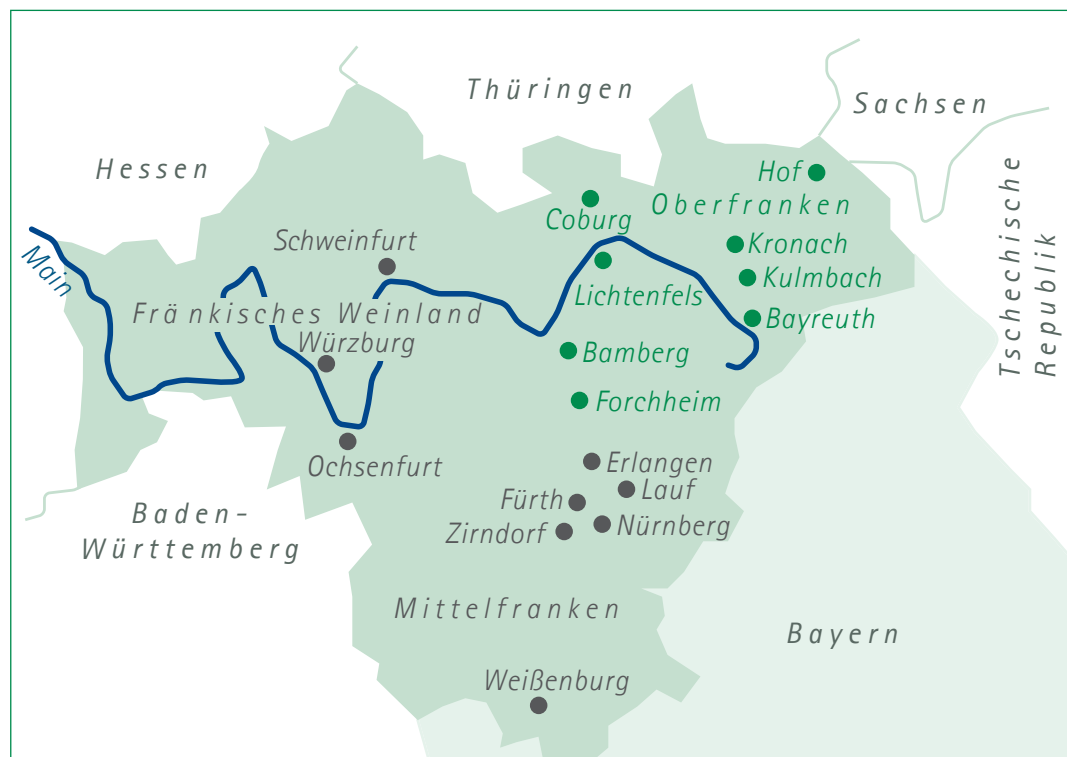 Thüringen
Sachsen
Hessen
Hof
Tschechische
Republik
Oberfranken
Coburg
Main
Schweinfurt
Kronach
Kulmbach
Lichtenfels
Fränkisches Weinland
Bayreuth
Würzburg
Bamberg
Forchheim
Ochsenfurt
Erlangen
Lauf
Fürth
Baden-
Württemberg
Zirndorf
Nürnberg
Mittelfranken
Bayern
Weißenburg